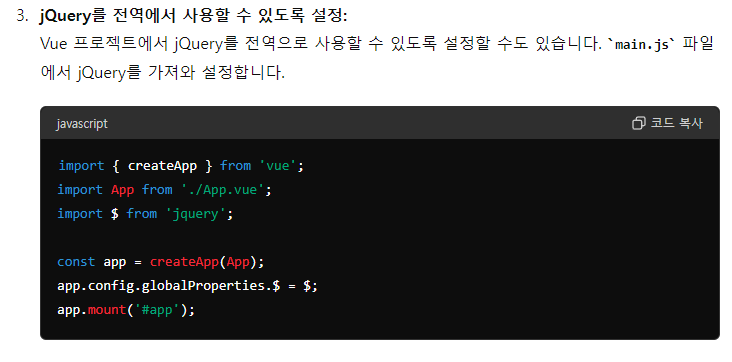 3. jQuery를 전역에서 사용할 수 있도록 설정:
Vue 프로젝트에서 jQuery를 전역으로 사용할 수 있도록 설정할 수도 있습니다. `main.js` 파일
에서 jQuery를 가져와 설정합니다.
javascript 코드 복사
import { createApp } from 'vue';
import App from './App.vue';
import $ from 'jquery';
const app = createApp(App);
app.config.globalProperties.$ = $;
app.mount('#app');